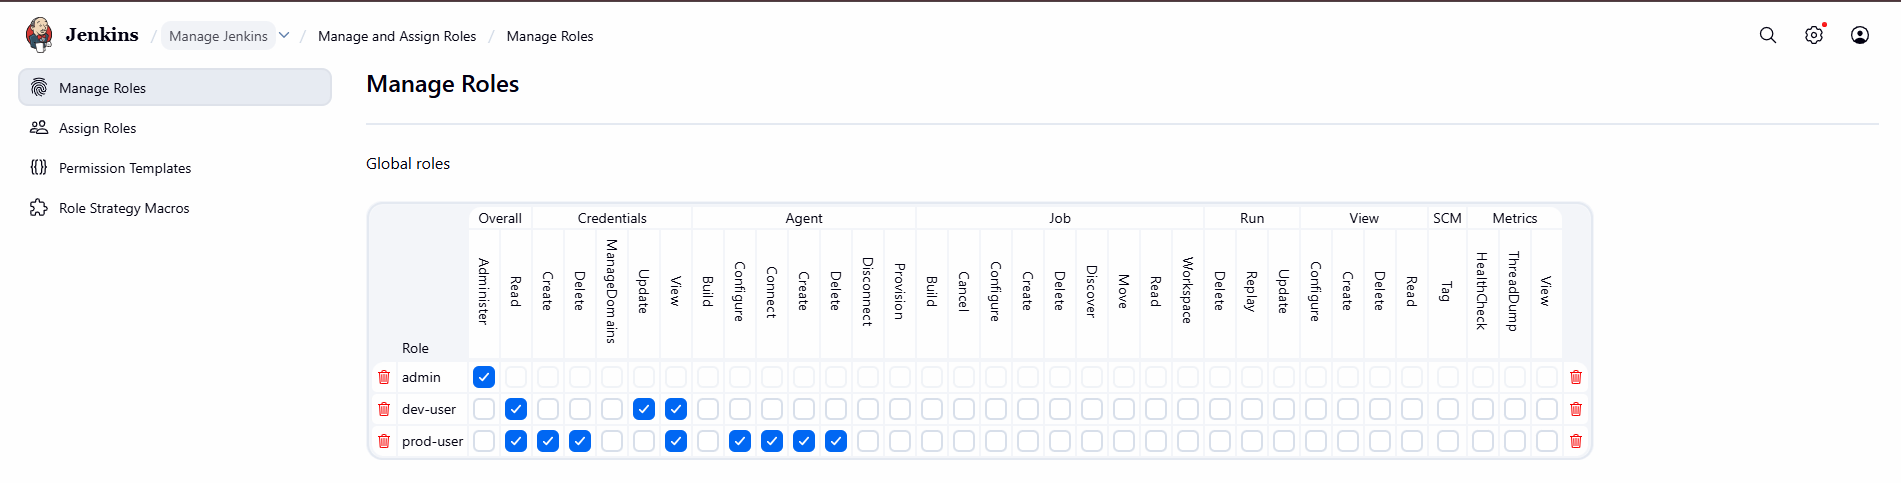 Jenkins / Manage Jenkins / Manage and Assign Roles / Manage Roles
Manage Roles
Assign Roles
Permission Templates
Role Strategy Macros
Manage Roles
Global roles
Overall Credentials Agent Job Run View SCM Metrics
Role Administer Read Create Delete ManageDomains Update View Build Configure Connect Create Delete Disconnect Provision Build Cancel Configure Create Delete Discover Move Read Workspace Delete Replay Update Configure Create Delete Read Tag HealthCheck ThreadDump View
admin
dev-user
prod-user